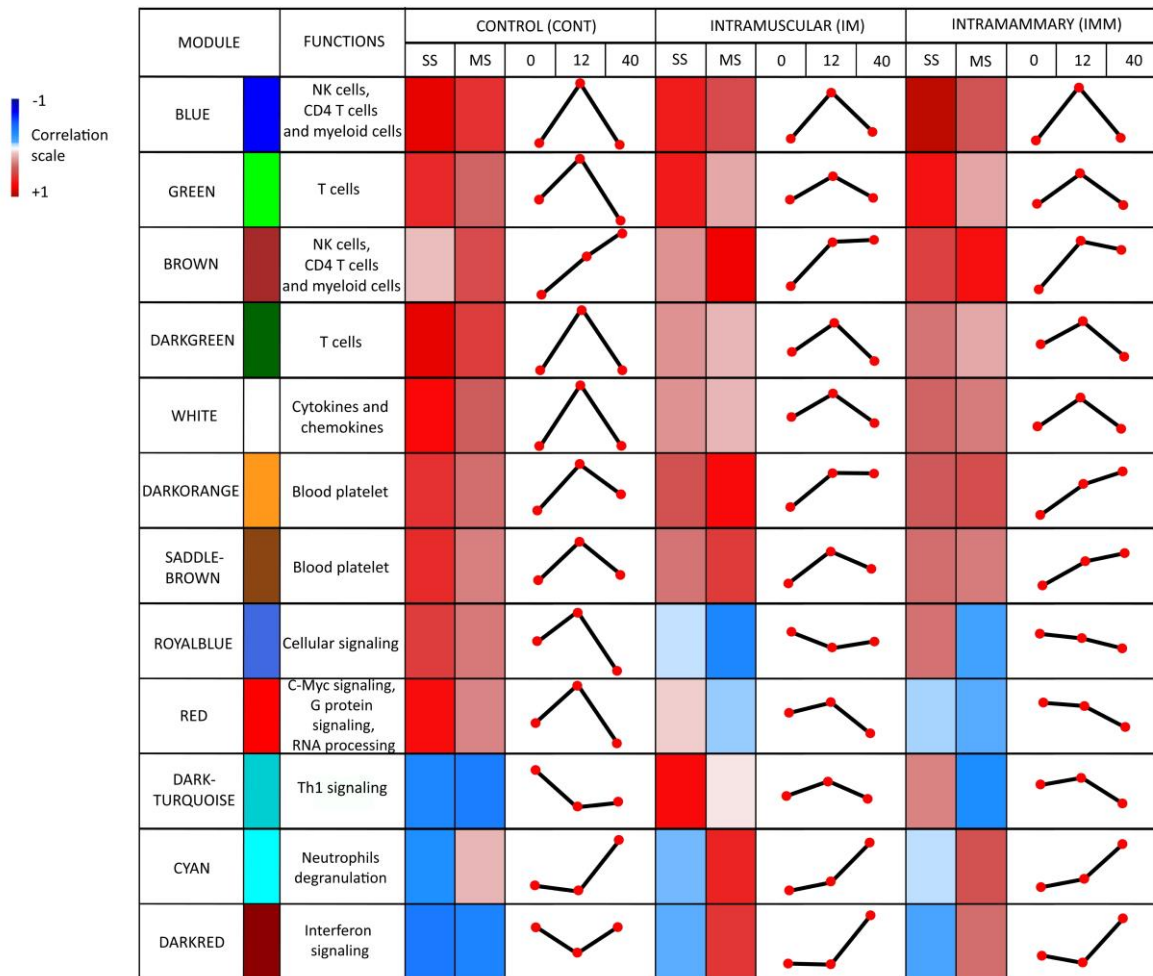 MODULE
FUNCTIONS
CONTROL (CONT)
INTRAMUSCULAR (IM)
INTRAMAMMARY (IMM)
SS MS 0 12 40
SS MS 0 12 40
SS MS 0 12 40
-1
Correlation
scale
+1
BLUE
NK cells,
CD4 T cells
and myeloid cells
GREEN
T cells
BROWN
NK cells,
CD4 T cells
and myeloid cells
DARKGREEN
T cells
WHITE
Cytokines and
chemokines
DARKORANGE
Blood platelet
SADDLE-
BROWN
Blood platelet
ROYALBLUE
Cellular signaling
RED
C-Myc signaling,
G protein
signaling,
RNA processing
DARK-
TURQUOISE
Th1 signaling
CYAN
Neutrophils
degranulation
DARKRED
Interferon
signaling